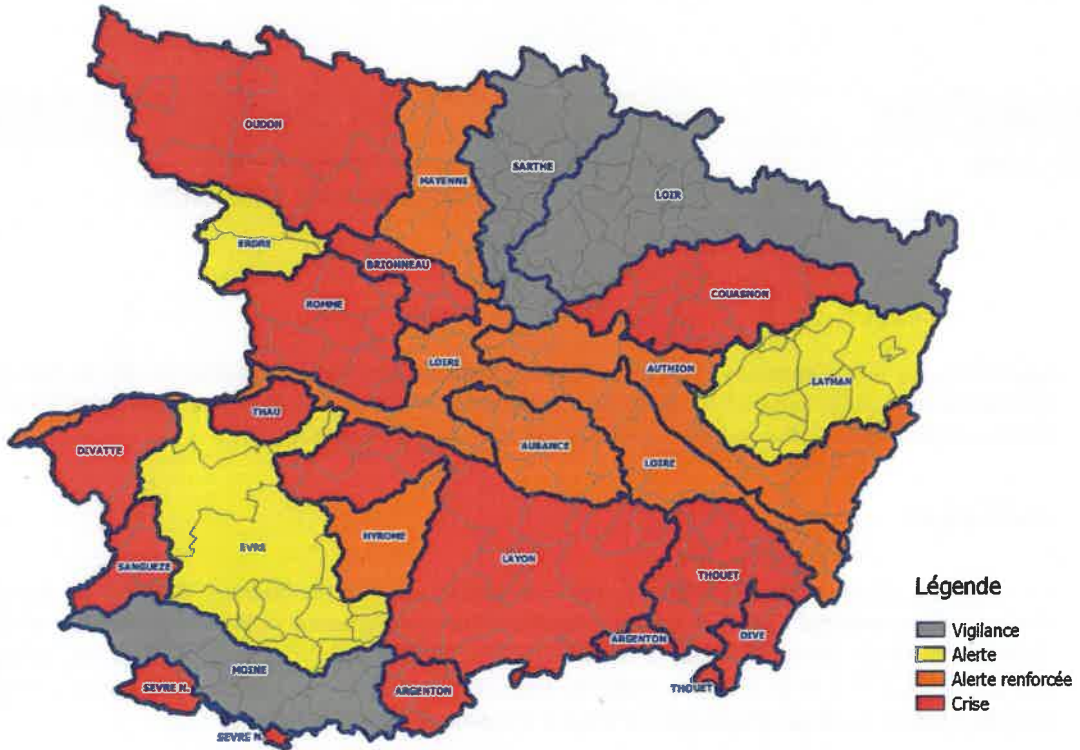 OUDON
SARTHE
MAYENNE
LOIR
ERDRE
BRIONNEAU
COUASNON
ROMME
LOIRE
AUTHION
LATHAN
THAU
DIVATTE
AUBANCE
LOIRE
HYROME
EVRE
LAYON
SANGUEZE
THOUET
ARGENTON
DIVE
MOINE
SEVRE N.
ARGENTON
THOUET
SEVRE N.
Légende
Vigilance
Alerte
Alerte renforcée
Crise